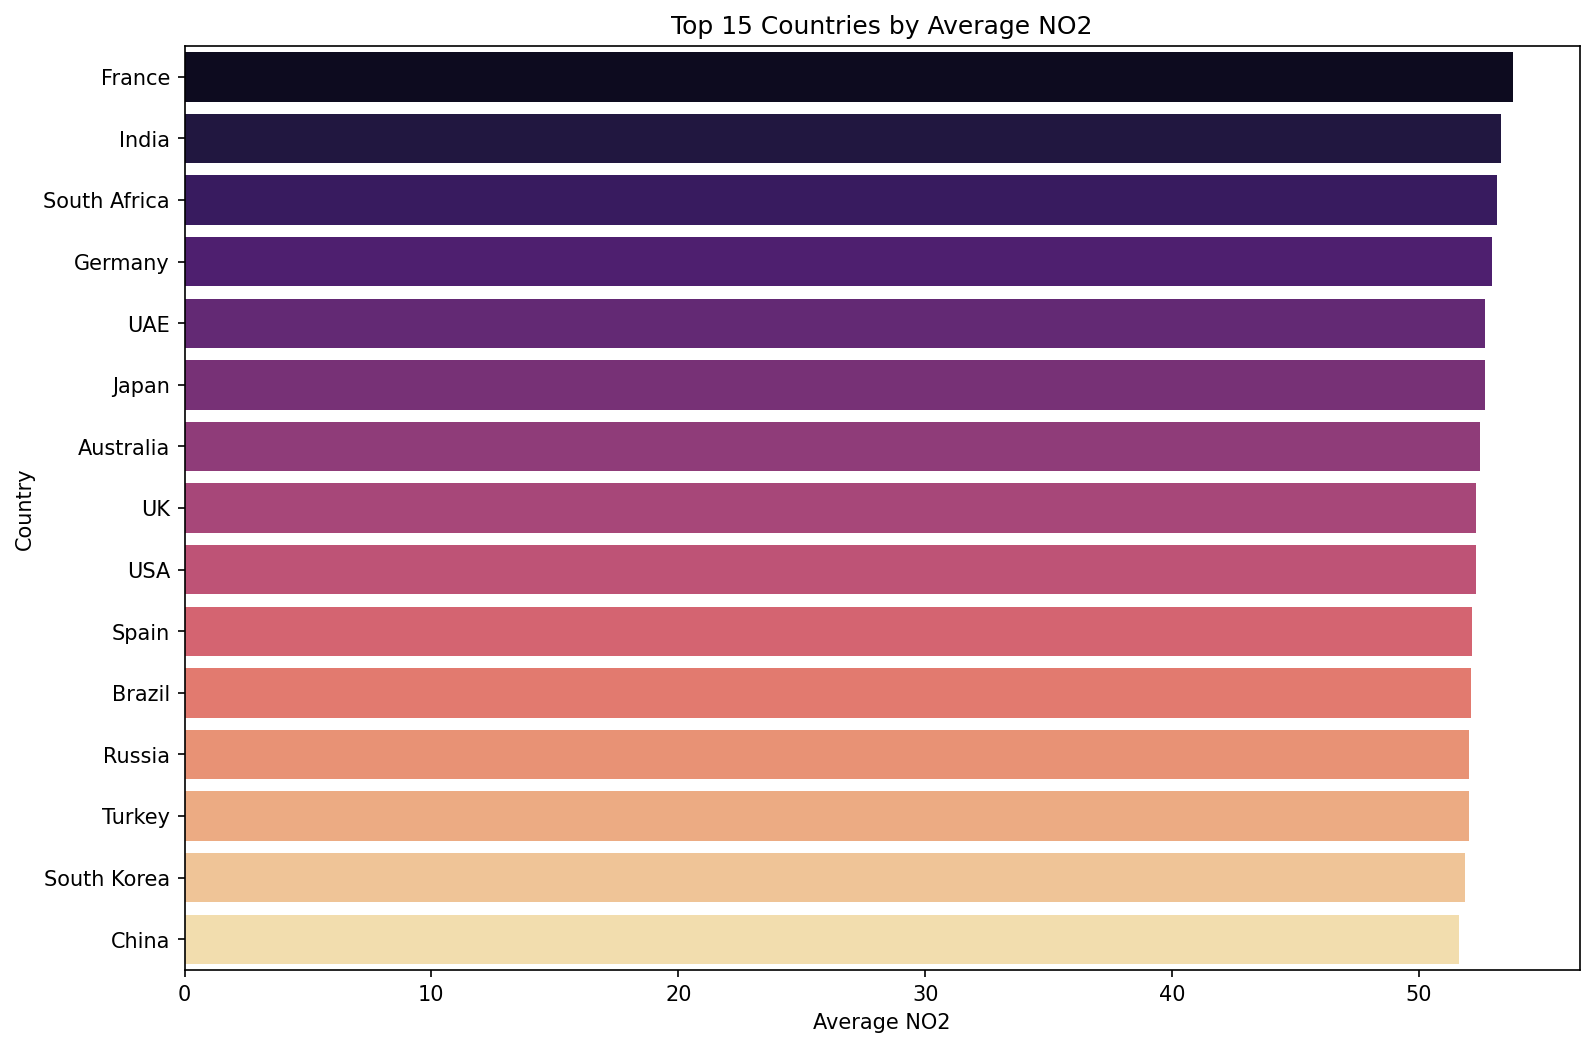 Top 15 Countries by Average NO2
France
India
South Africa
Germany
UAE
Japan
Australia
UK
USA
Spain
Brazil
Russia
Turkey
South Korea
China
Country
0 10 20 30 40 50
Average NO2